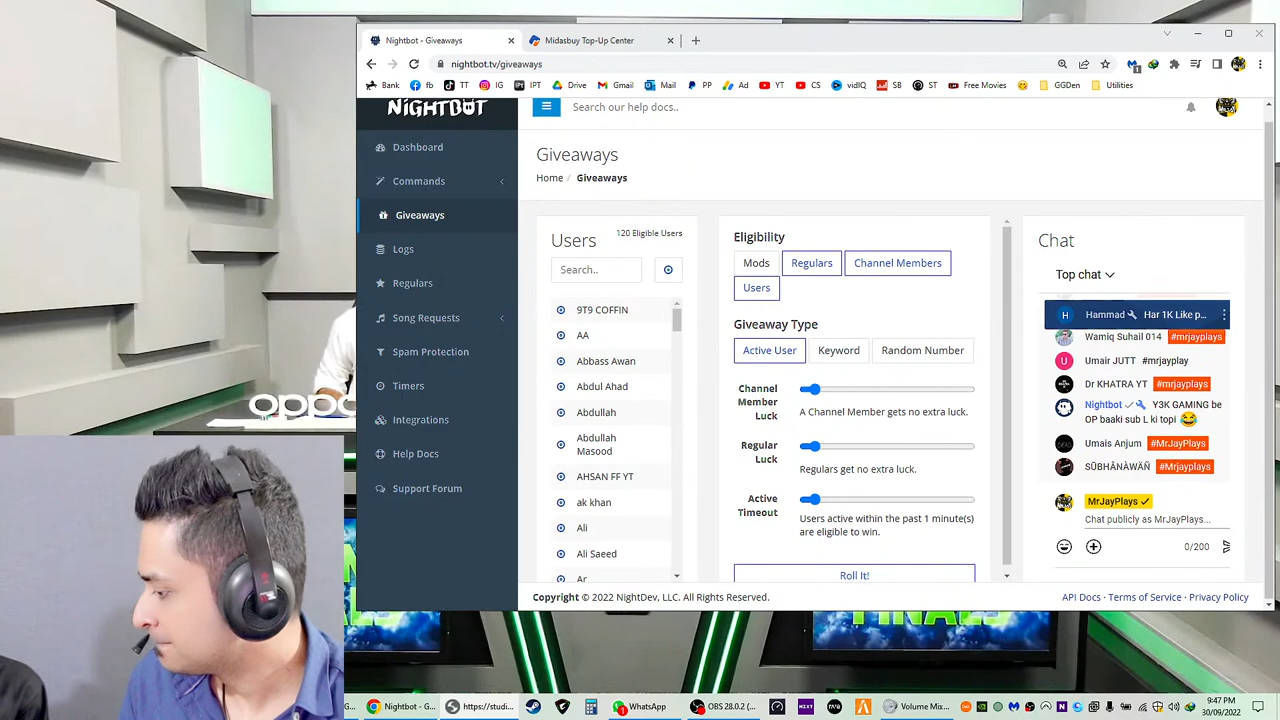 Nightbot - Giveaways
Midasbuy Top-Up Center
nightbot.tv/giveaways
Bank
fb
TT
IG
IPT
Drive
Gmail
Mail
PP
Ad
YT
CS
vidIQ
SB
ST
Free Movies
GGDen
Utilities
NIGHTBOT
Search our help docs..
Dashboard
Commands
Giveaways
Logs
Regulars
Song Requests
Spam Protection
Timers
Integrations
Help Docs
Support Forum
Giveaways
Home / Giveaways
Users
120 Eligible Users
Search..
9T9 COFFIN
AA
Abbass Awan
Abdul Ahad
Abdullah
Abdullah
Masood
AHSAN FF YT
ak khan
Ali
Ali Saeed
Ar
Eligibility
Mods
Regulars
Channel Members
Users
Giveaway Type
Active User
Keyword
Random Number
Channel
Member
Luck
A Channel Member gets no extra luck.
Regular
Luck
Regulars get no extra luck.
Active
Timeout
Users active within the past 1 minute(s)
are eligible to win.
Roll It!
Chat
Top chat
H Hammad Har 1K Like p...
Wamiq Suhail 014 #mrjayplays
U Umair JUTT #mrjayplay
Dr KHATRA YT #mrjayplays
Nightbot Y3K GAMING be
OP baaki sub L ki topi
Umais Anjum #MrJayPlays
SŪBHÂNÀWÄÑ #Mrjayplays
MrJayPlays
Chat publicly as MrJayPlays...
0/200
Copyright © 2022 NightDev, LLC. All Rights Reserved.
API Docs · Terms of Service · Privacy Policy
oppo
FINALS
Nightbot - G...
https://studi...
WhatsApp
OBS 28.0.2 (...
Volume Mix...
9:47 PM
30/09/2022